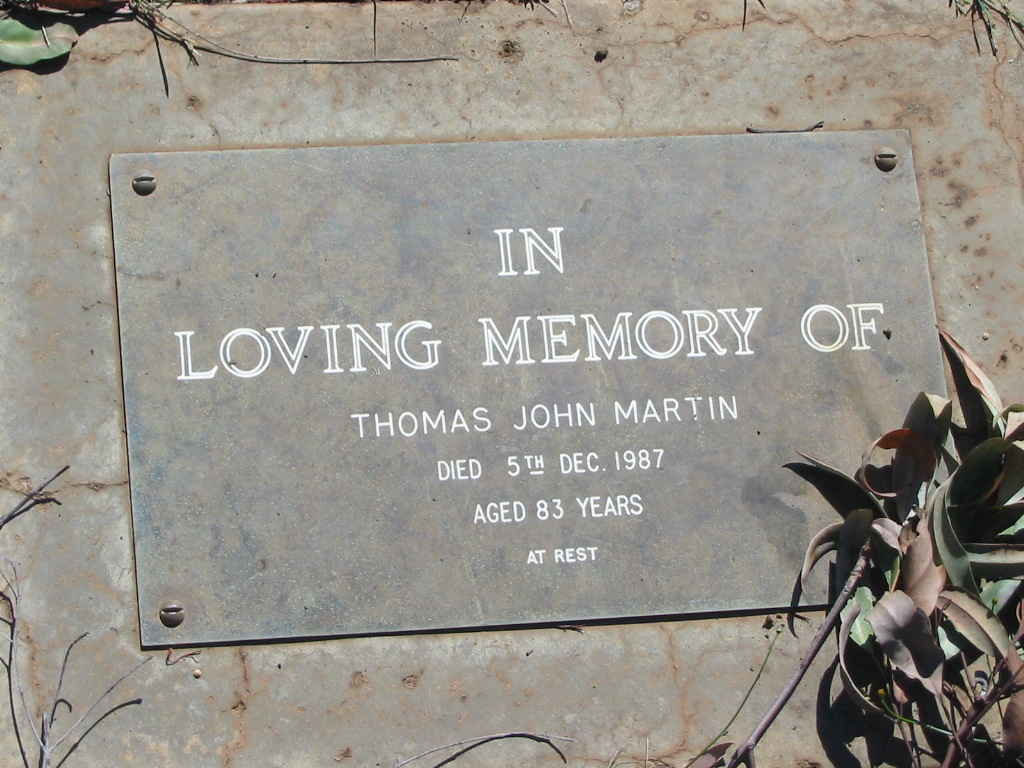 IN
LOVING MEMORY OF
THOMAS JOHN MARTIN
DIED 5TH DEC. 1987
AGED 83 YEARS
AT REST